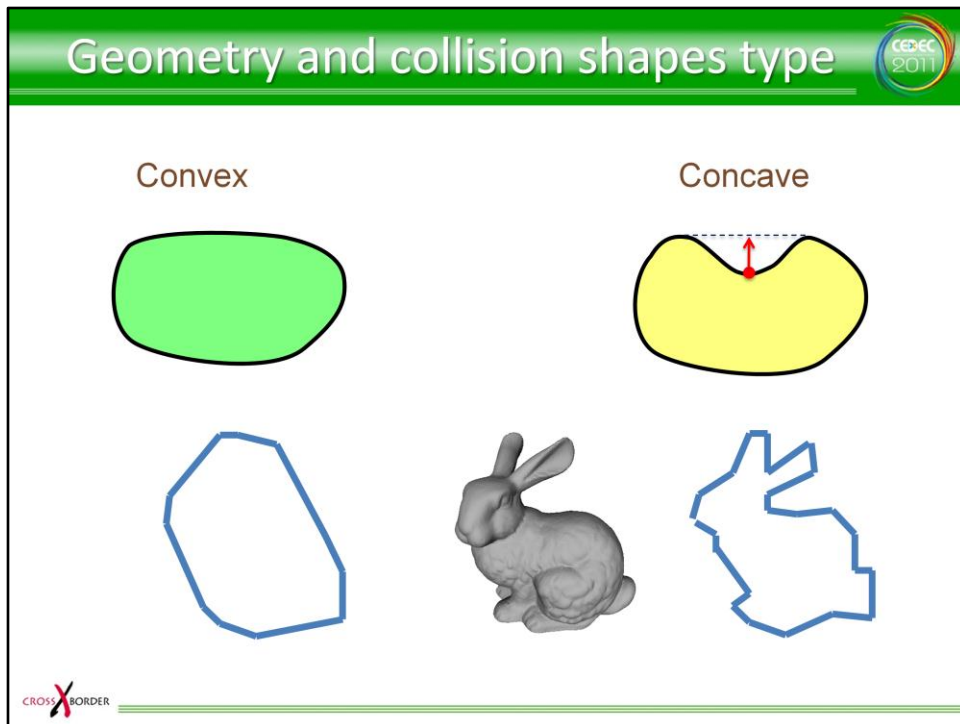 Geometry and collision shapes type
CEDEC
2011
Convex
Concave
CROSS X BORDER